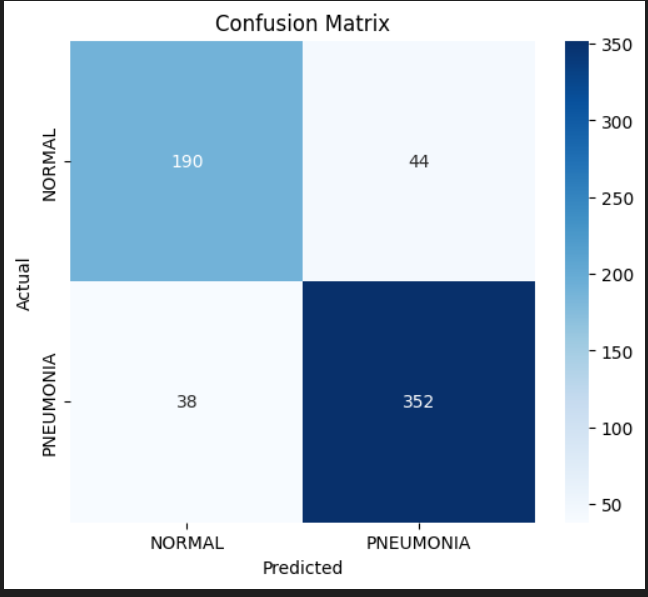 Confusion Matrix
Actual
NORMAL
PNEUMONIA
190
44
38
352
NORMAL
PNEUMONIA
Predicted
350
300
250
200
150
100
50